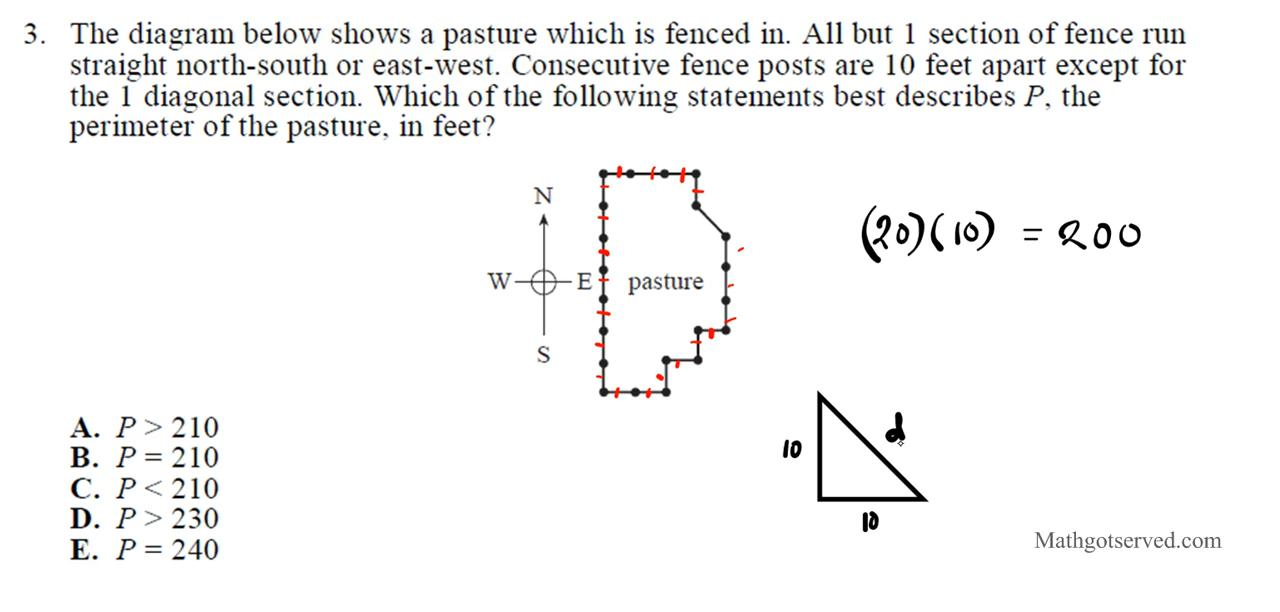 3. The diagram below shows a pasture which is fenced in. All but 1 section of fence run
straight north-south or east-west. Consecutive fence posts are 10 feet apart except for
the 1 diagonal section. Which of the following statements best describes P, the
perimeter of the pasture, in feet?
N
W E pasture
S
(20)(10) = 200
A. P > 210
B. P = 210
C. P < 210
D. P > 230
E. P = 240
10
d
10
Mathgotserved.com